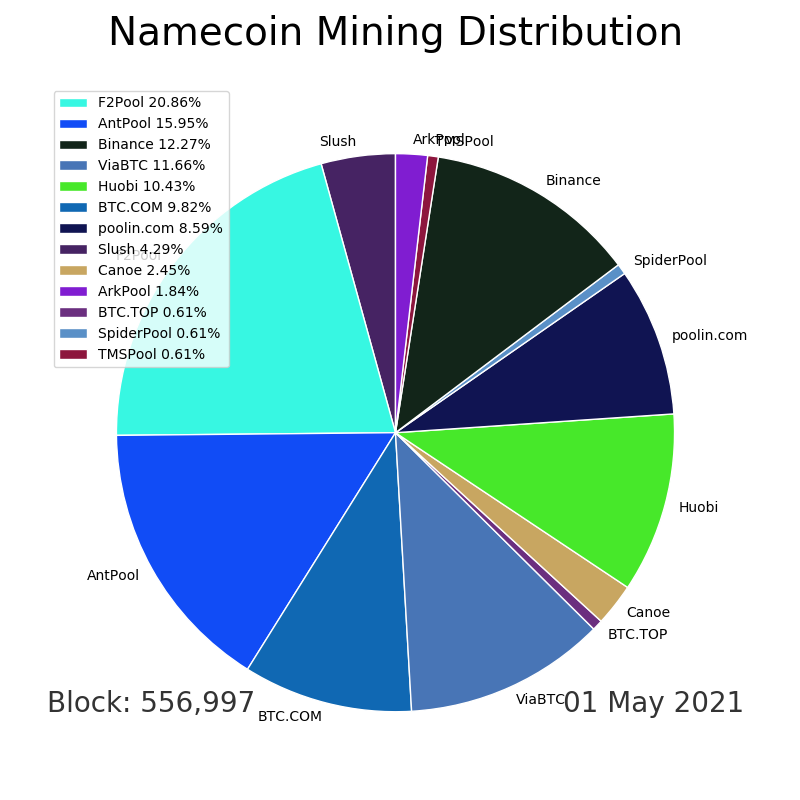 Namecoin Mining Distribution
F2Pool 20.86%
AntPool 15.95%
Binance 12.27%
ViaBTC 11.66%
Huobi 10.43%
BTC.COM 9.82%
poolin.com 8.59%
Slush 4.29%
Canoe 2.45%
ArkPool 1.84%
BTC.TOP 0.61%
SpiderPool 0.61%
TMSPool 0.61%
Slush
ArkPool
TMSPool
Binance
SpiderPool
F2Pool
poolin.com
Huobi
AntPool
Canoe
BTC.TOP
ViaBTC
BTC.COM
Block: 556,997
01 May 2021